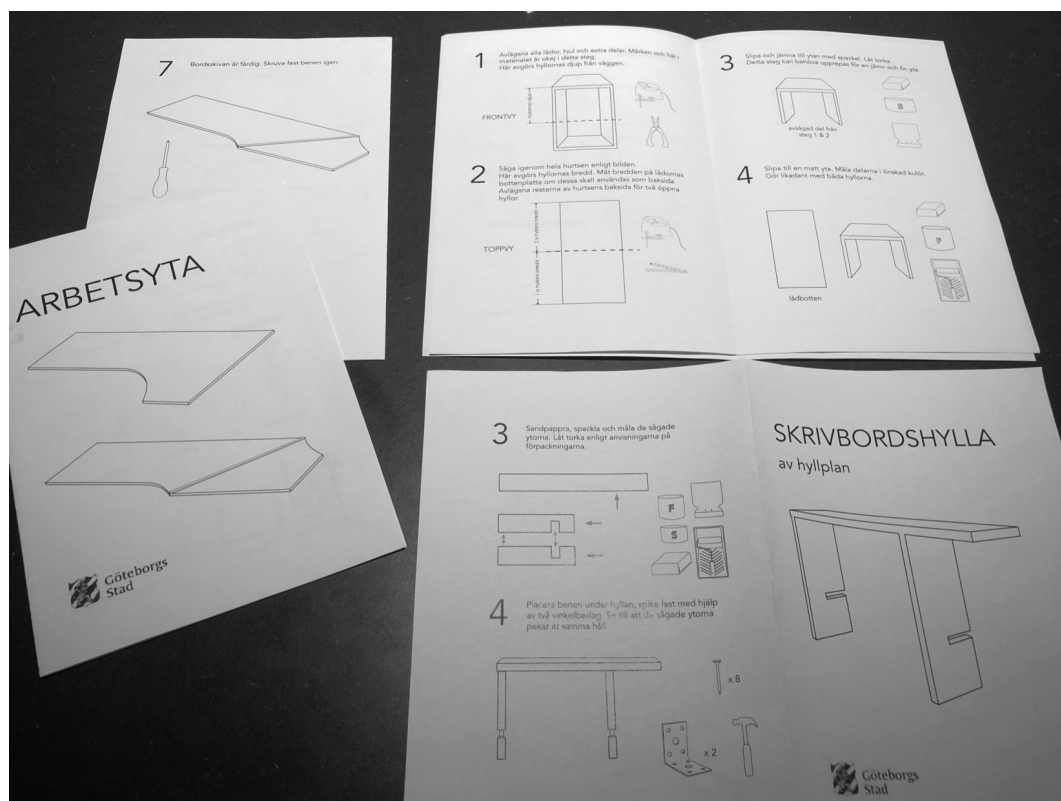 7
Bordsskivan är färdig. Skruva fast benen igen
ARBETSYTA
Göteborgs
Stad
1
Avlägsna alla lådor, hjul och extra delar. Märken och hål i
materialet är okej i detta steg.
Här avgörs hyllornas djup från väggen.
FRONTVY
2
Såga igenom hela hurtsen enligt bilden.
Här avgörs hyllornas bredd. Mät bredden på lådornas
bottenplatta om dessa skall användas som baksida.
Avlägsna resterna av hurtsens baksida för två öppna
hyllor.
TOPPVY
1:a hyllans bredd
2:a hyllans bredd
3
Slipa och jämna till ytan med spackel. Låt torka.
Detta steg kan behöva upprepas för en jämn och fin yta.
avsågad del från
steg 1 & 2
S
4
Slipa till en matt yta. Måla delarna i önskad kulör.
Gör likadant med båda hyllorna.
F
lådbotten
3
Sandpappra, spackla och måla de sågade
ytorna. Låt torka enligt anvisningarna på
förpackningarna.
F
S
4
Placera benen under hyllan, spike fast med hjälp
av två vinkelbeslag. Se till att de sågade ytorna
pekar åt samma håll
x 8
x 2
SKRIVBORDSHYLLA
av hyllplan
Göteborgs
Stad